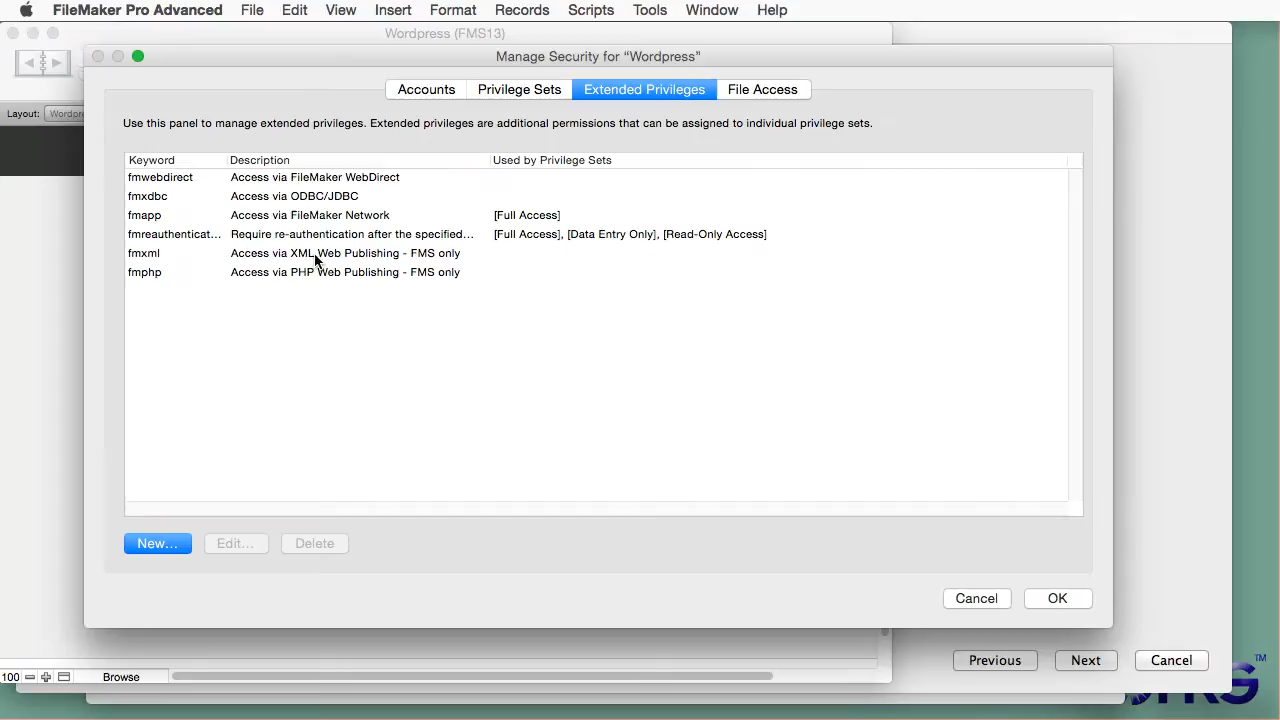 FileMaker Pro Advanced File Edit View Insert Format Records Scripts Tools Window Help
Wordpress (FMS13)
Manage Security for “Wordpress”
Accounts Privilege Sets Extended Privileges File Access
Layout:
Use this panel to manage extended privileges. Extended privileges are additional permissions that can be assigned to individual privilege sets.
Keyword Description Used by Privilege Sets
fmwebdirect Access via FileMaker WebDirect
fmxdbc Access via ODBC/JDBC
fmapp Access via FileMaker Network [Full Access]
fmreauthenticat... Require re-authentication after the specified... [Full Access], [Data Entry Only], [Read-Only Access]
fmxml Access via XML Web Publishing - FMS only
fmphp Access via PHP Web Publishing - FMS only
New... Edit... Delete
Cancel OK
Previous Next Cancel
100 Browse
TM